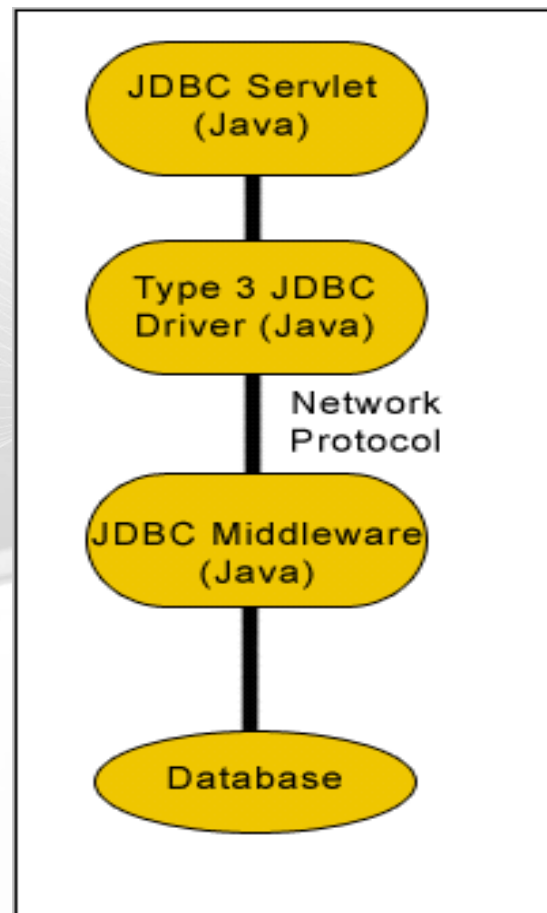 JDBC Servlet
(Java)
Type 3 JDBC
Driver (Java)
Network
Protocol
JDBC Middleware
(Java)
Database